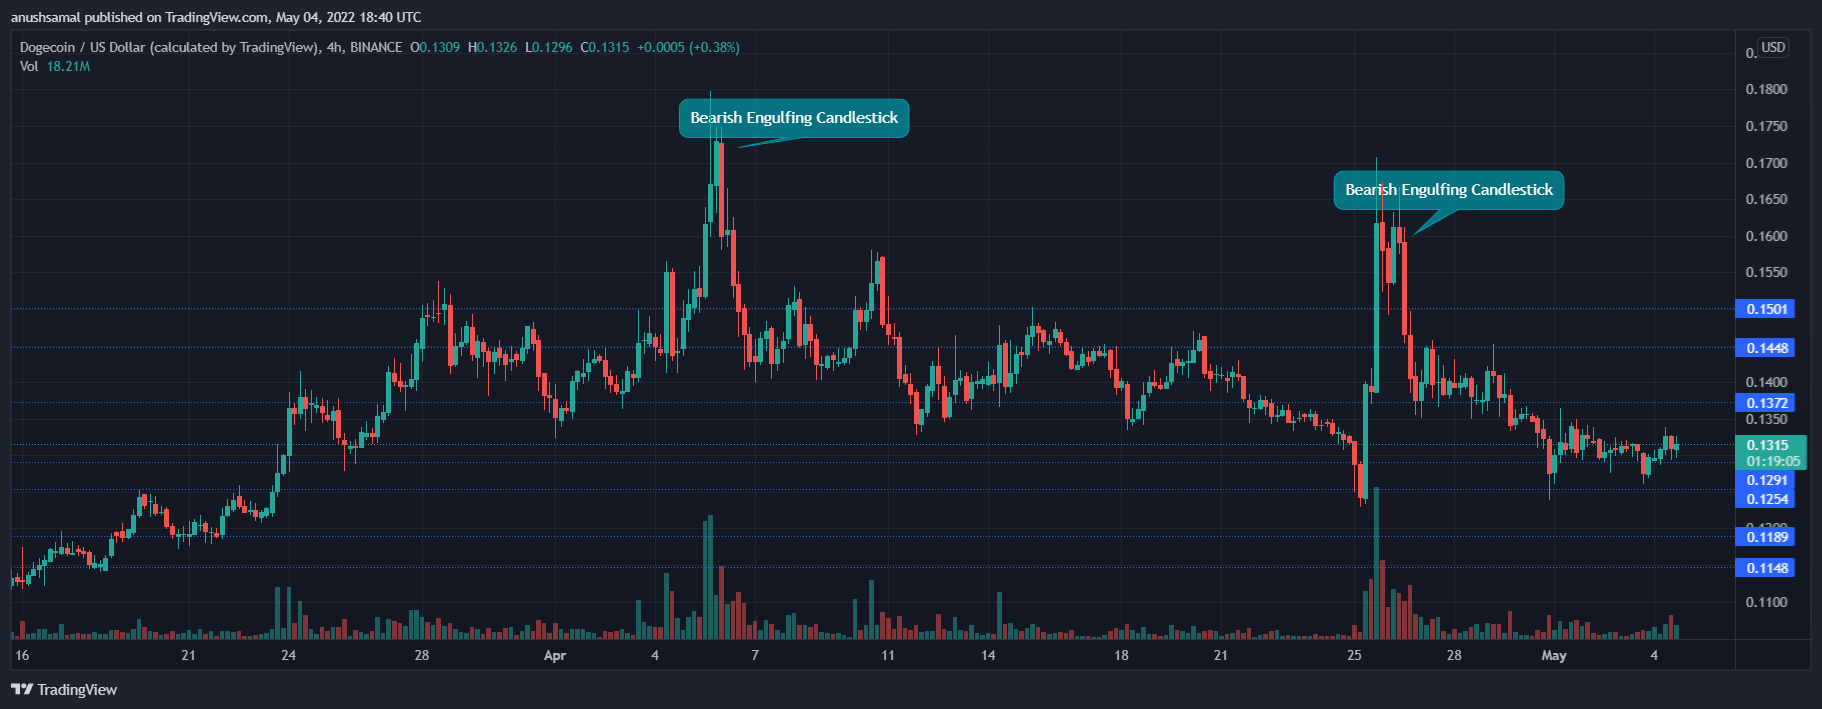 anushsamal published on TradingView.com, May 04, 2022 18:40 UTC
Dogecoin / US Dollar (calculated by TradingView), 4h, BINANCE O0.1309 H0.1326 L0.1296 C0.1315 +0.0005 (+0.38%)
Vol 18.21M
USD
0.1800
Bearish Engulfing Candlestick
0.1750
0.1700
Bearish Engulfing Candlestick
0.1650
0.1600
0.1550
0.1501
0.1448
0.1400
0.1372
0.1350
0.1315
01:19:05
0.1291
0.1254
0.1189
0.1148
0.1100
16 21 24 28 Apr 4 7 11 14 18 21 25 28 May 4
TradingView